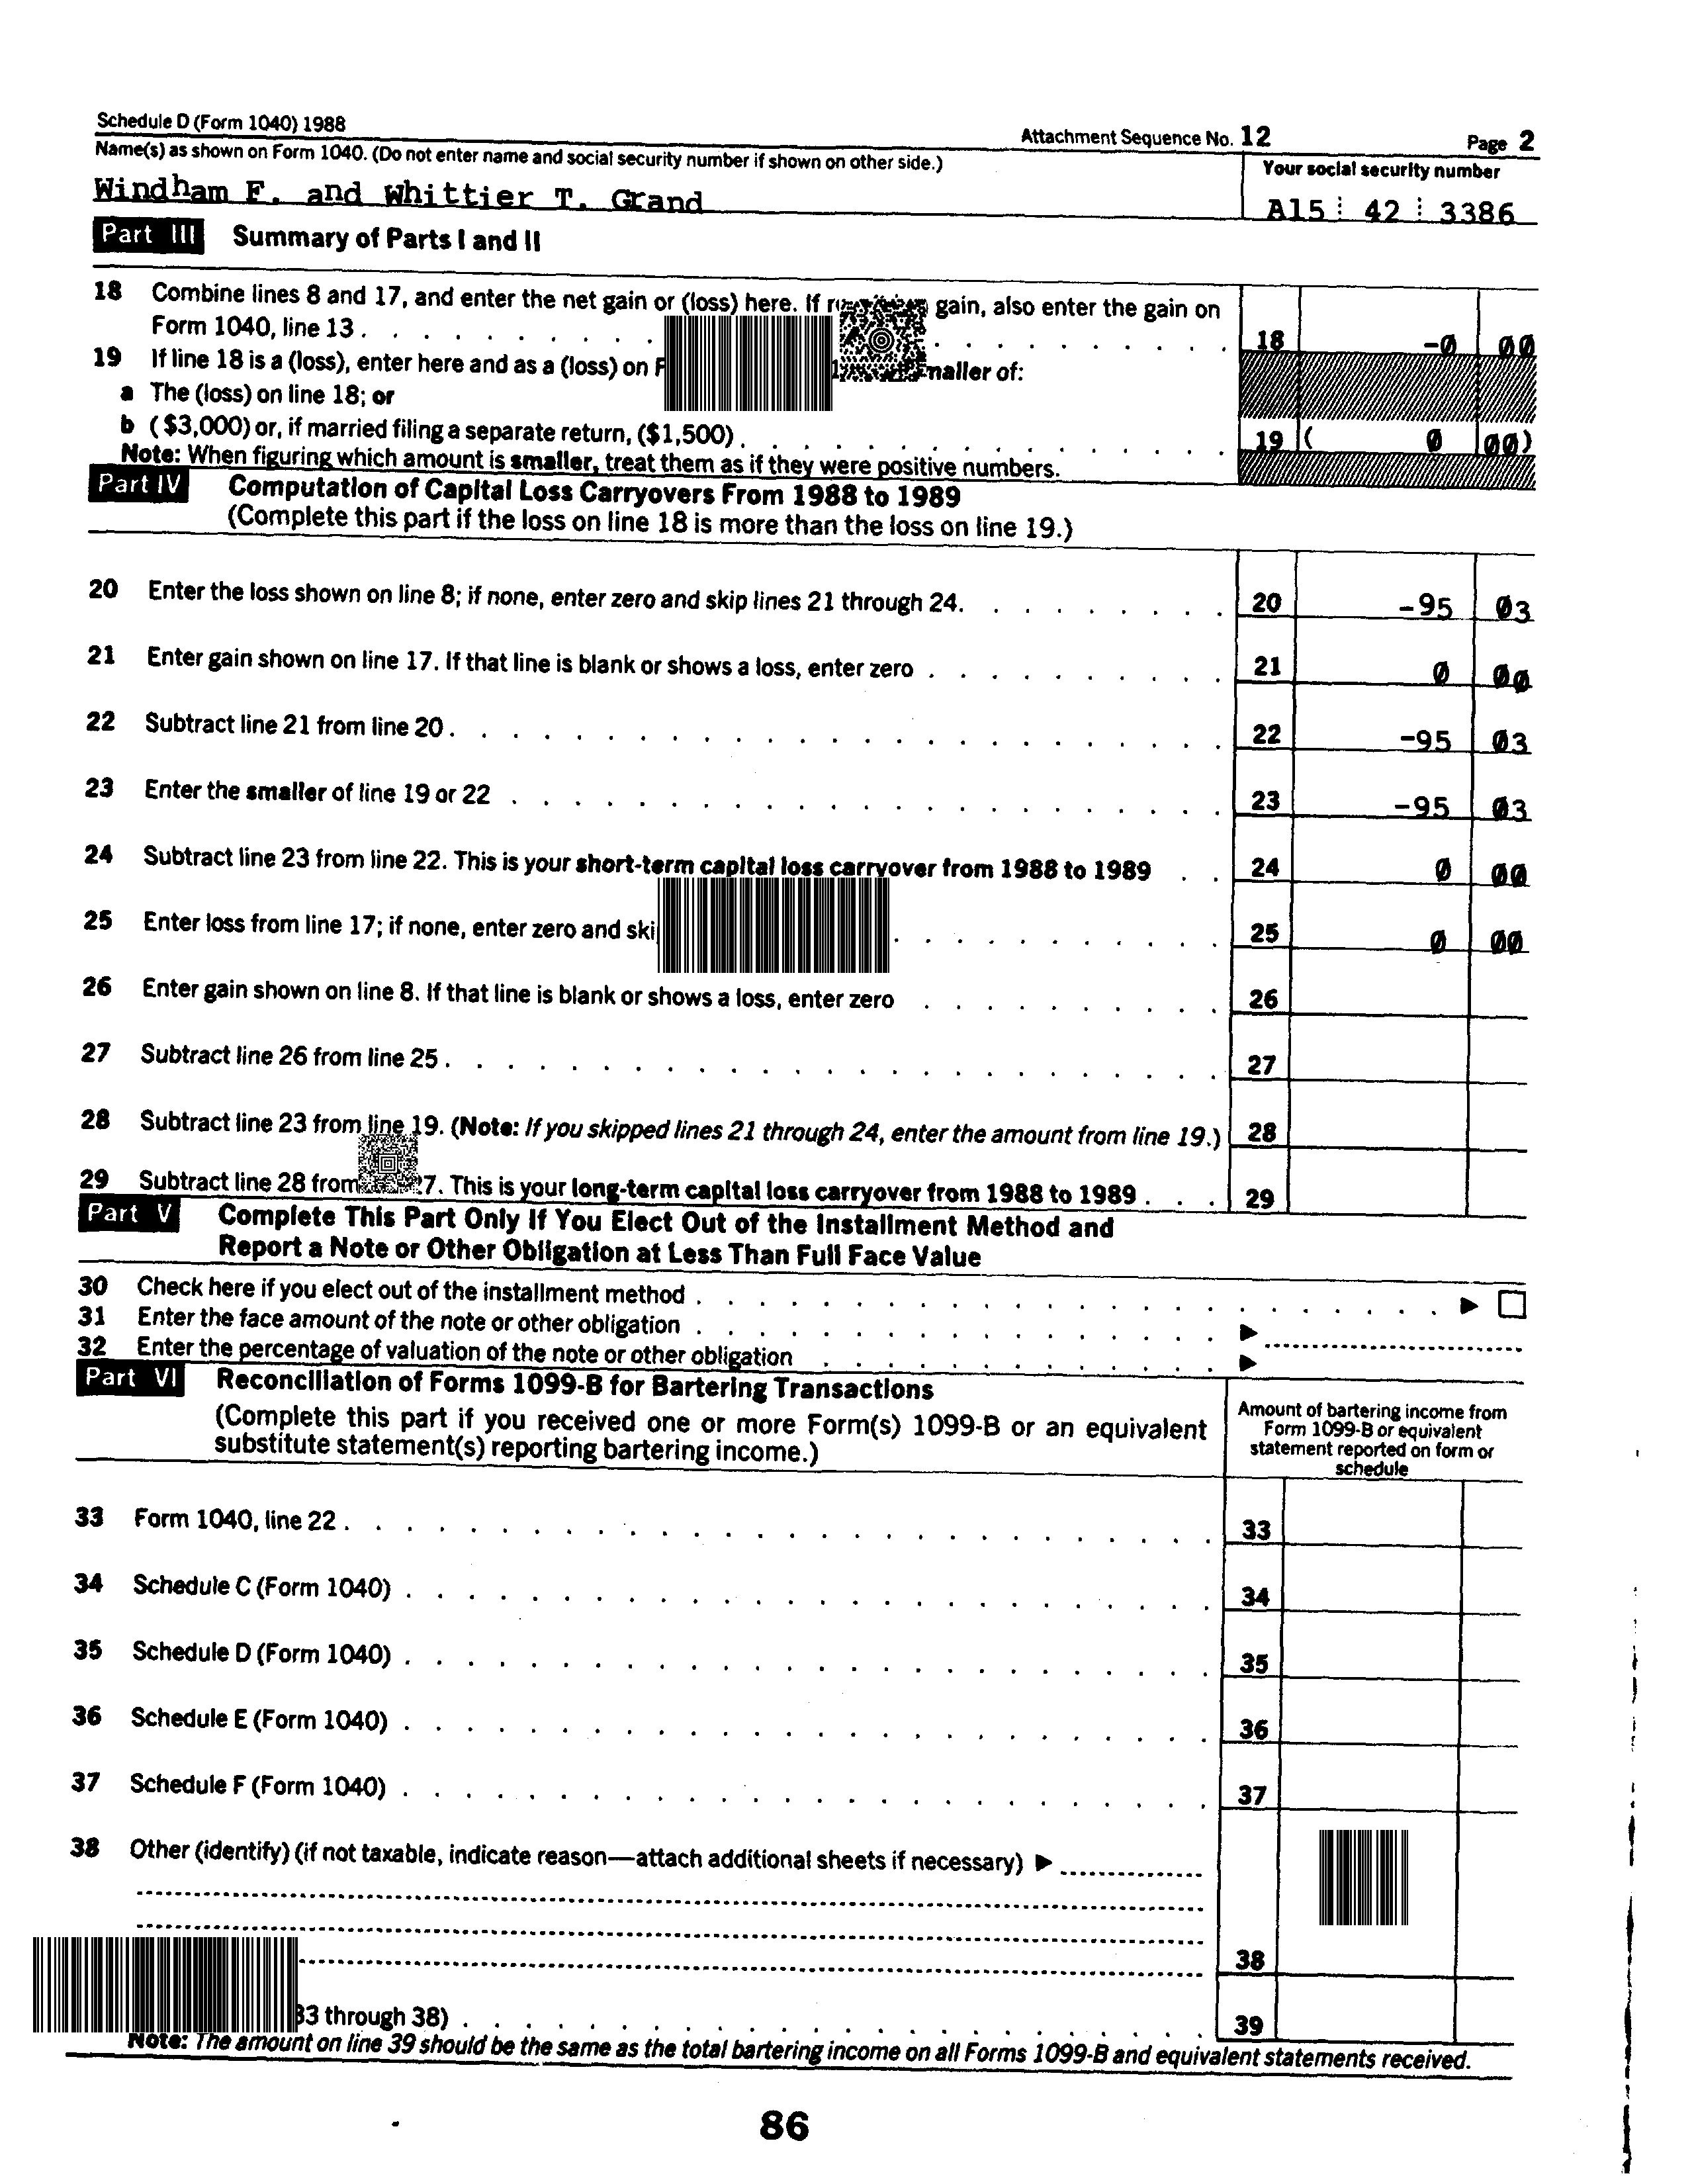 Schedule D (Form 1040) 1988 Attachment Sequence No. 12 Page 2
Name(s) as shown on Form 1040. (Do not enter name and social security number if shown on other side.) Your social security number
Windham F. and Whittier T. Grand A15 42 3386
Part III Summary of Parts I and II
18 Combine lines 8 and 17, and enter the net gain or (loss) here. If gain, also enter the gain on
Form 1040, line 13 . 18 -0 00
19 If line 18 is a (loss), enter here and as a (loss) on smaller of:
a The (loss) on line 18; or
b ($3,000) or, if married filing a separate return, ($1,500) . 19 ( 0 00)
Note: When figuring which amount is smaller, treat them as if they were positive numbers.
Part IV Computation of Capital Loss Carryovers From 1988 to 1989
(Complete this part if the loss on line 18 is more than the loss on line 19.)
20 Enter the loss shown on line 8; if none, enter zero and skip lines 21 through 24. 20 -95 03
21 Enter gain shown on line 17. If that line is blank or shows a loss, enter zero . 21 0 00
22 Subtract line 21 from line 20 . 22 -95 03
23 Enter the smaller of line 19 or 22 . 23 -95 03
24 Subtract line 23 from line 22. This is your short-term capital loss carryover from 1988 to 1989 . . 24 0 00
25 Enter loss from line 17; if none, enter zero and 25 0 00
26 Enter gain shown on line 8. If that line is blank or shows a loss, enter zero . 26
27 Subtract line 26 from line 25 . 27
28 Subtract line 23 from line 19. (Note: If you skipped lines 21 through 24, enter the amount from line 19.) 28
29 Subtract line 28 from 27. This is your long-term capital loss carryover from 1988 to 1989 . . . 29
Part V Complete This Part Only If You Elect Out of the Installment Method and
Report a Note or Other Obligation at Less Than Full Face Value
30 Check here if you elect out of the installment method . ▶ ☐
31 Enter the face amount of the note or other obligation . ▶
32 Enter the percentage of valuation of the note or other obligation . ▶
Part VI Reconciliation of Forms 1099-B for Bartering Transactions
(Complete this part if you received one or more Form(s) 1099-B or an equivalent
substitute statement(s) reporting bartering income.)
Amount of bartering income from
Form 1099-B or equivalent
statement reported on form or
schedule
33 Form 1040, line 22 . 33
34 Schedule C (Form 1040) . 34
35 Schedule D (Form 1040) . 35
36 Schedule E (Form 1040) . 36
37 Schedule F (Form 1040) . 37
38 Other (identify) (if not taxable, indicate reason—attach additional sheets if necessary) ▶
38
33 through 38) . 39
Note: The amount on line 39 should be the same as the total bartering income on all Forms 1099-B and equivalent statements received.
86